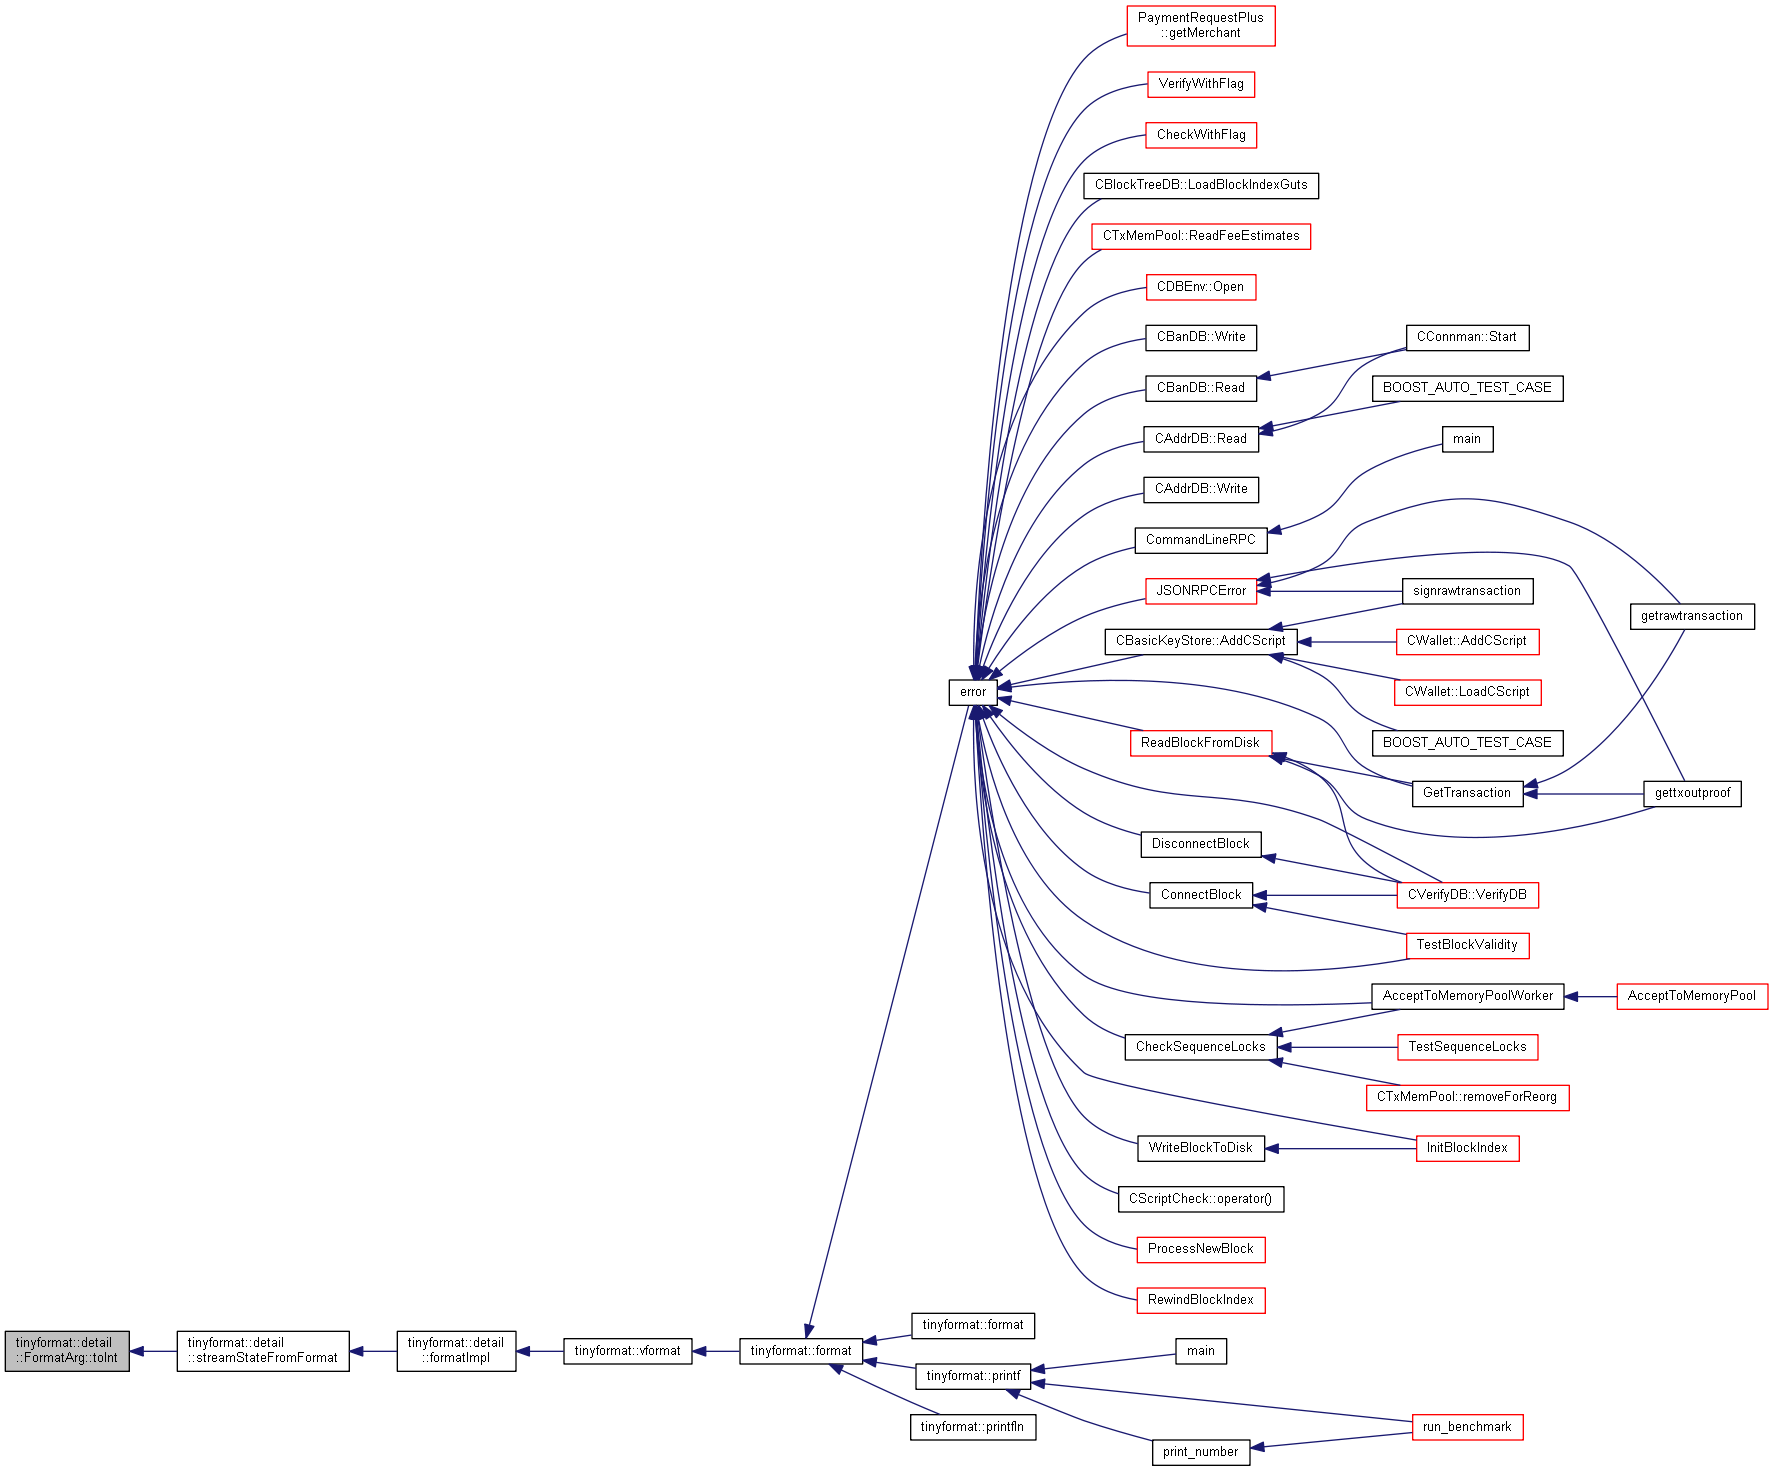 PaymentRequestPlus
::getMerchant
VerifyWithFlag
CheckWithFlag
CBlockTreeDB::LoadBlockIndexGuts
CTxMemPool::ReadFeeEstimates
CDBEnv::Open
CBanDB::Write
CConnman::Start
CBanDB::Read
BOOST_AUTO_TEST_CASE
CAddrDB::Read
main
CAddrDB::Write
CommandLineRPC
JSONRPCError
signrawtransaction
getrawtransaction
CBasicKeyStore::AddCScript
CWallet::AddCScript
error
CWallet::LoadCScript
ReadBlockFromDisk
BOOST_AUTO_TEST_CASE
GetTransaction
gettxoutproof
DisconnectBlock
ConnectBlock
CVerifyDB::VerifyDB
TestBlockValidity
AcceptToMemoryPoolWorker
AcceptToMemoryPool
CheckSequenceLocks
TestSequenceLocks
CTxMemPool::removeForReorg
WriteBlockToDisk
InitBlockIndex
CScriptCheck::operator()
ProcessNewBlock
RewindBlockIndex
tinyformat::detail
::FormatArg::toInt
tinyformat::detail
::streamStateFromFormat
tinyformat::detail
::formatImpl
tinyformat::vformat
tinyformat::format
tinyformat::format
main
tinyformat::printf
tinyformat::printfln
run_benchmark
print_number